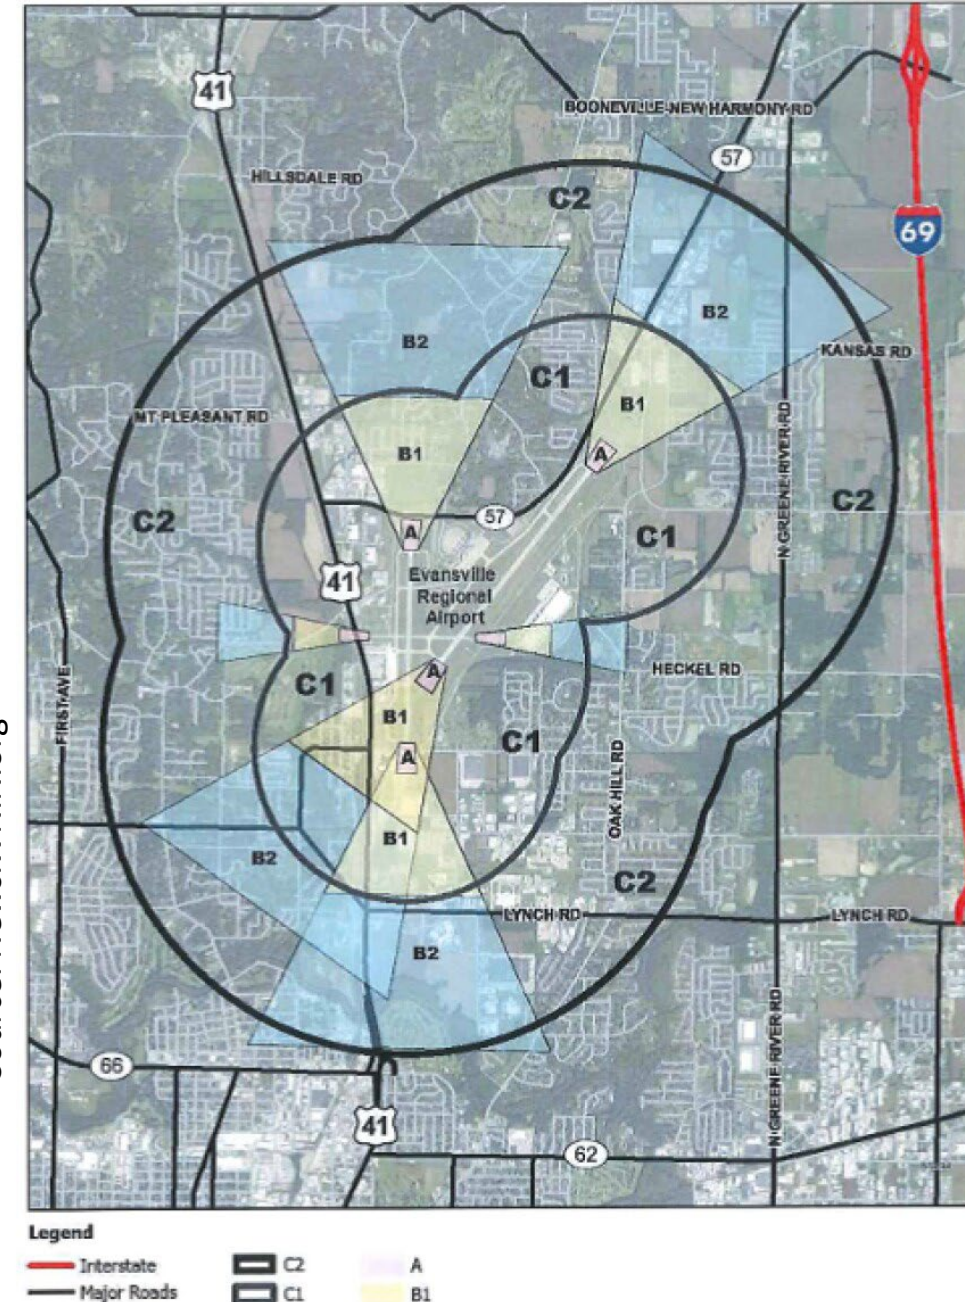 41
BOONEVILLE-NEW HARMONY RD
57
HILLSDALE RD
C2
69
B2
B2
KANSAS RD
C1
B1
MT PLEASANT RD
B1
A
C2
C2
57
A
C1
41
Evansville
Regional
Airport
HECKEL RD
A
C1
FIRST AVE
B1
C1
A
OAK HILL RD
N GREENE RIVER RD
B1
B2
C2
LYNCH RD
LYNCH RD
B2
N GREENE RIVER RD
66
41
62
Legend
Interstate
C2
A
Major Roads
C1
B1